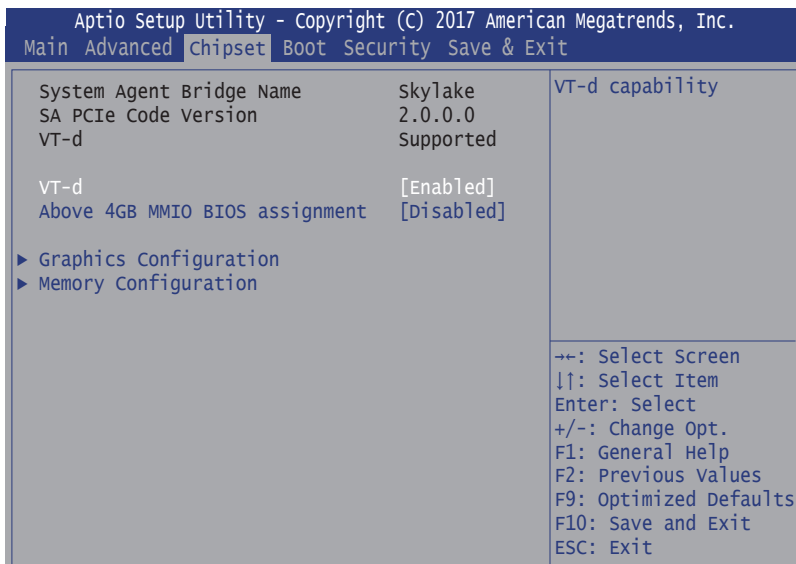 Aptio Setup Utility - Copyright (C) 2017 American Megatrends, Inc.
Main Advanced Chipset Boot Security Save & Exit
System Agent Bridge Name Skylake
SA PCIe Code Version 2.0.0.0
VT-d Supported
VT-d [Enabled]
Above 4GB MMIO BIOS assignment [Disabled]
▶ Graphics Configuration
▶ Memory Configuration
VT-d capability
→←: Select Screen
↓↑: Select Item
Enter: Select
+/-: Change Opt.
F1: General Help
F2: Previous Values
F9: Optimized Defaults
F10: Save and Exit
ESC: Exit